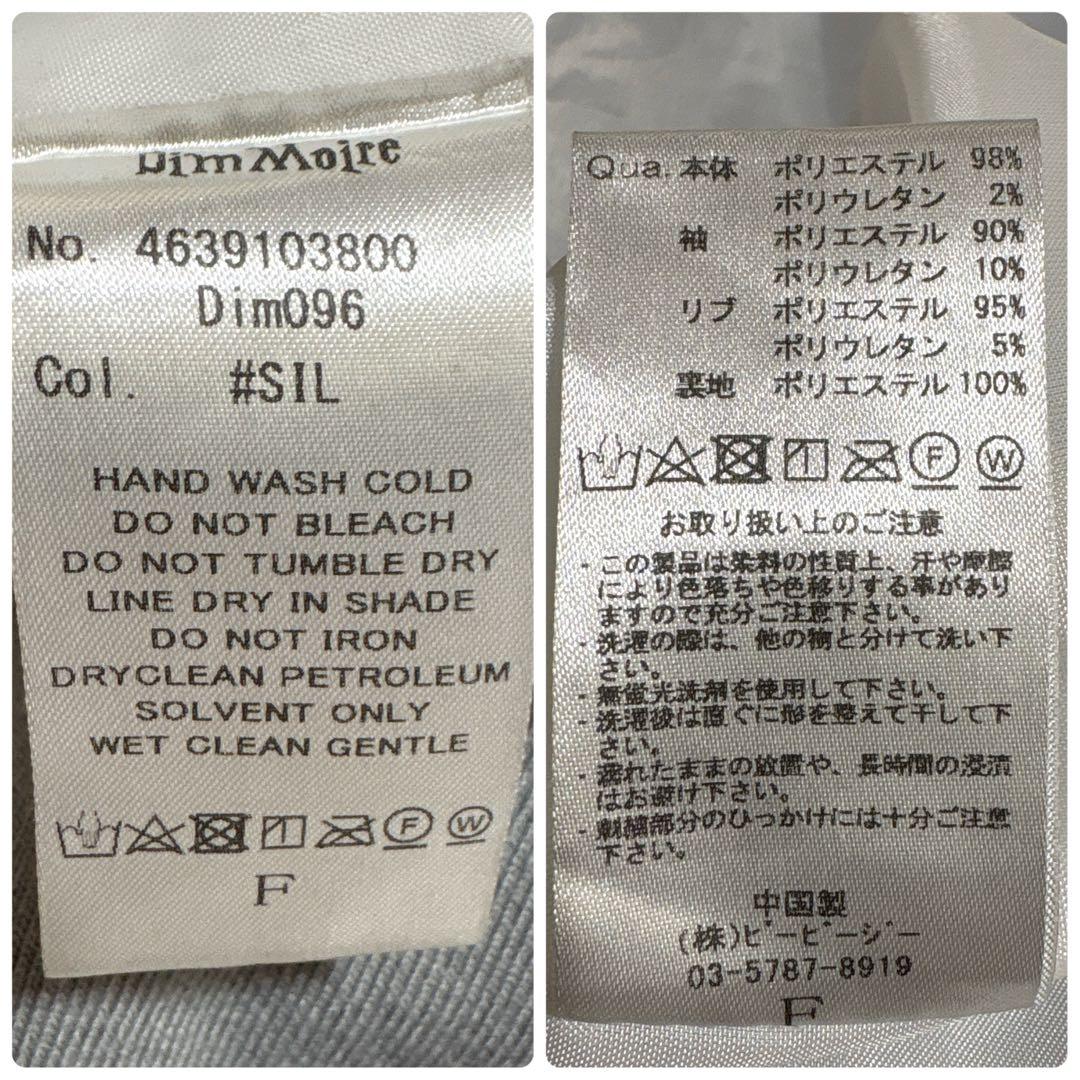 DimMoire
No. 4639103800
Dim096
Col. #SIL
HAND WASH COLD
DO NOT BLEACH
DO NOT TUMBLE DRY
LINE DRY IN SHADE
DO NOT IRON
DRYCLEAN PETROLEUM
SOLVENT ONLY
WET CLEAN GENTLE
F W
F
Qua. 本体 ポリエステル 98%
ポリウレタン 2%
袖 ポリエステル 90%
ポリウレタン 10%
リブ ポリエステル 95%
ポリウレタン 5%
裏地 ポリエステル 100%
F W
お取り扱い上のご注意
・この製品は染料の性質上、汗や摩擦
により色落ちや色移りする事があり
ますので充分ご注意下さい。
・洗濯の際は、他の物と分けて洗い下
さい。
・無蛍光洗剤を使用して下さい。
・洗濯後は直ぐに形を整えて干して下
さい。
・濡れたままの放置や、長時間の浸漬
はお避け下さい。
・刺繍部分のひっかけには十分ご注意
下さい。
中国製
(株)ﾋﾟｰﾋﾟｰｼﾞｰ
03-5787-8919
F